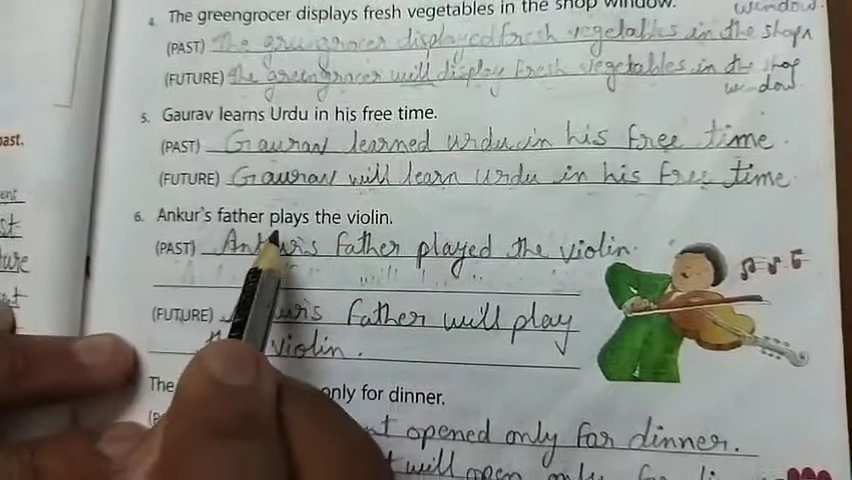 4. The greengrocer displays fresh vegetables in the shop window.
window.
(PAST) The greengrocer displayed fresh vegetables in the shop
(FUTURE) The greengrocer will display fresh vegetables in the shop
window.
past.
5. Gaurav learns Urdu in his free time.
(PAST) Gaurav learned urdu in his free time.
(FUTURE) Gaurav will learn urdu in his free time.
6. Ankur's father plays the violin.
(PAST) father played the violin.
(FUTURE) father will play
violin.
The only for dinner.
opened only for dinner.
will open only